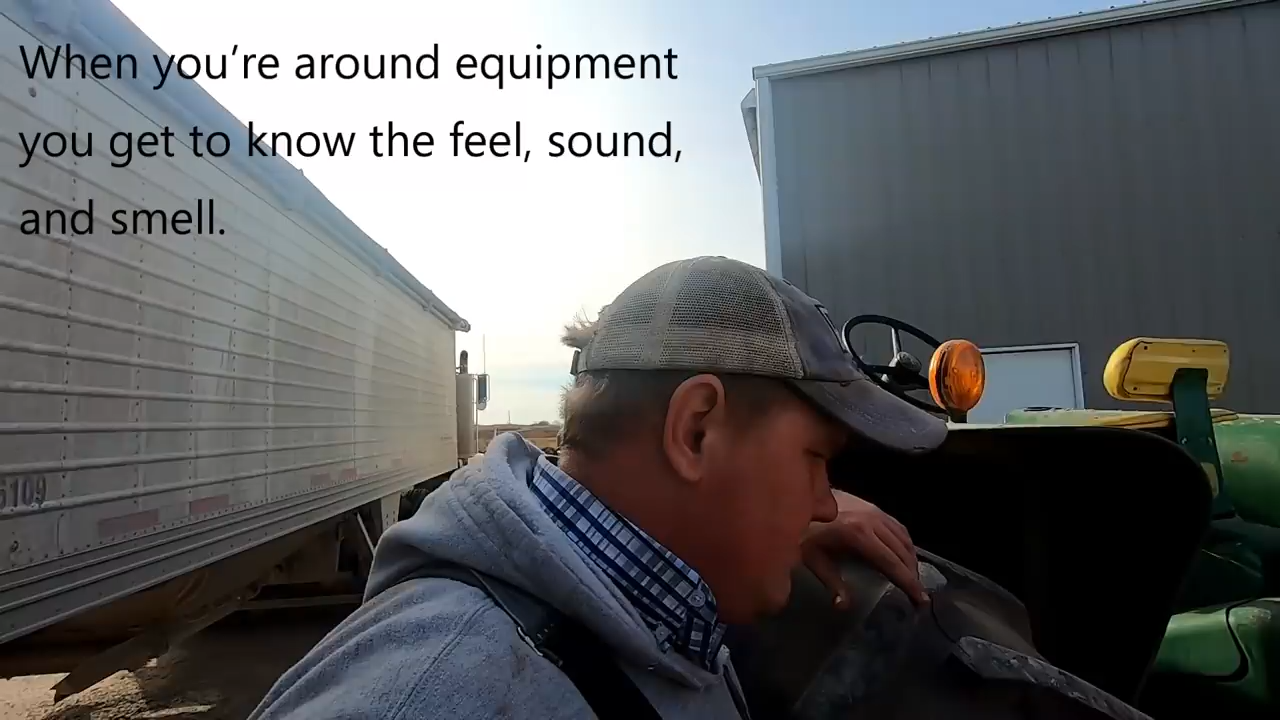 When you’re around equipment
you get to know the feel, sound,
and smell.
5109